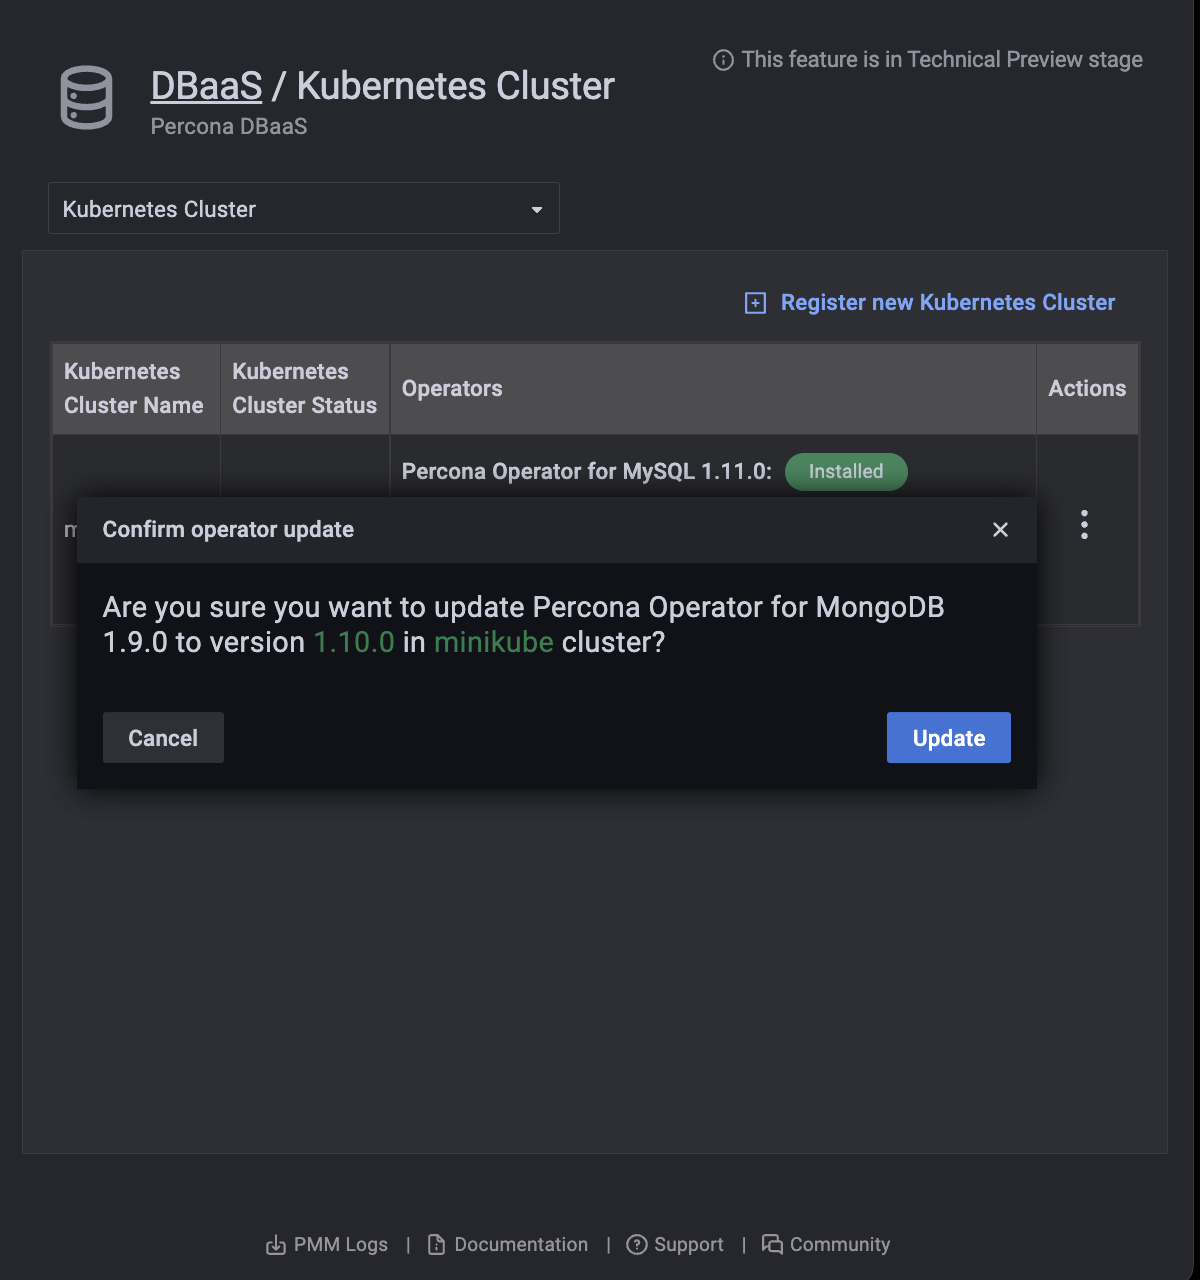 This feature is in Technical Preview stage
DBaaS / Kubernetes Cluster
Percona DBaaS
Kubernetes Cluster
Register new Kubernetes Cluster
Kubernetes
Cluster Name
Kubernetes
Cluster Status
Operators
Actions
Percona Operator for MySQL 1.11.0: Installed
Confirm operator update
Are you sure you want to update Percona Operator for MongoDB
1.9.0 to version 1.10.0 in minikube cluster?
Cancel
Update
PMM Logs | Documentation | Support | Community